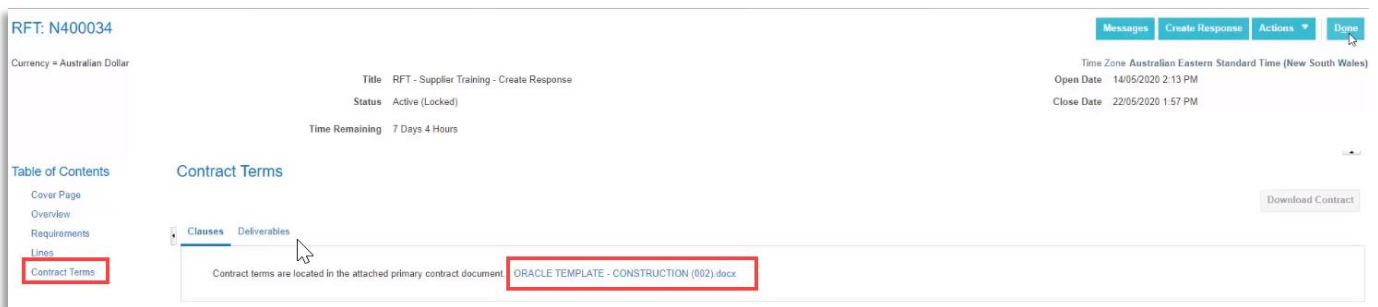 RFT: N400034
Messages Create Response Actions Done
Currency = Australian Dollar
Time Zone Australian Eastern Standard Time (New South Wales)
Title RFT - Supplier Training - Create Response
Open Date 14/05/2020 2:13 PM
Status Active (Locked)
Close Date 22/05/2020 1:57 PM
Time Remaining 7 Days 4 Hours
Table of Contents
Cover Page
Overview
Requirements
Lines
Contract Terms
Contract Terms
Download Contract
Clauses Deliverables
Contract terms are located in the attached primary contract document. ORACLE TEMPLATE - CONSTRUCTION (002).docx